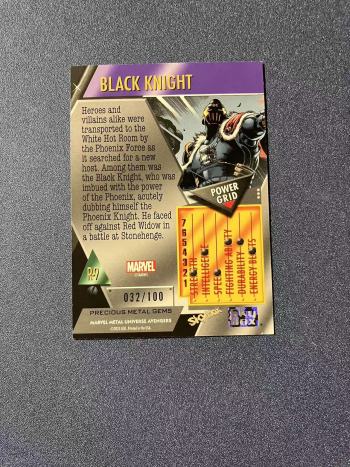 BLACK KNIGHT
Heroes and
villains alike were
transported to the
White Hot Room by
the Phoenix Force as
it searched for a new
host. Among them was
the Black Knight, who was
imbued with the power
of the Phoenix, acutely
dubbing himself the
Phoenix Knight. He faced
off against Red Widow in
a battle at Stonehenge.
POWER
GRID
7
6
5
4
3
2
1
STRENGTH
INTELLIGENCE
SPEED
FIGHTING ABILITY
DURABILITY
ENERGY BLASTS
MARVEL
032/100
PRECIOUS METAL GEMS
MARVEL METAL UNIVERSE AVENGERS
SKYBOX